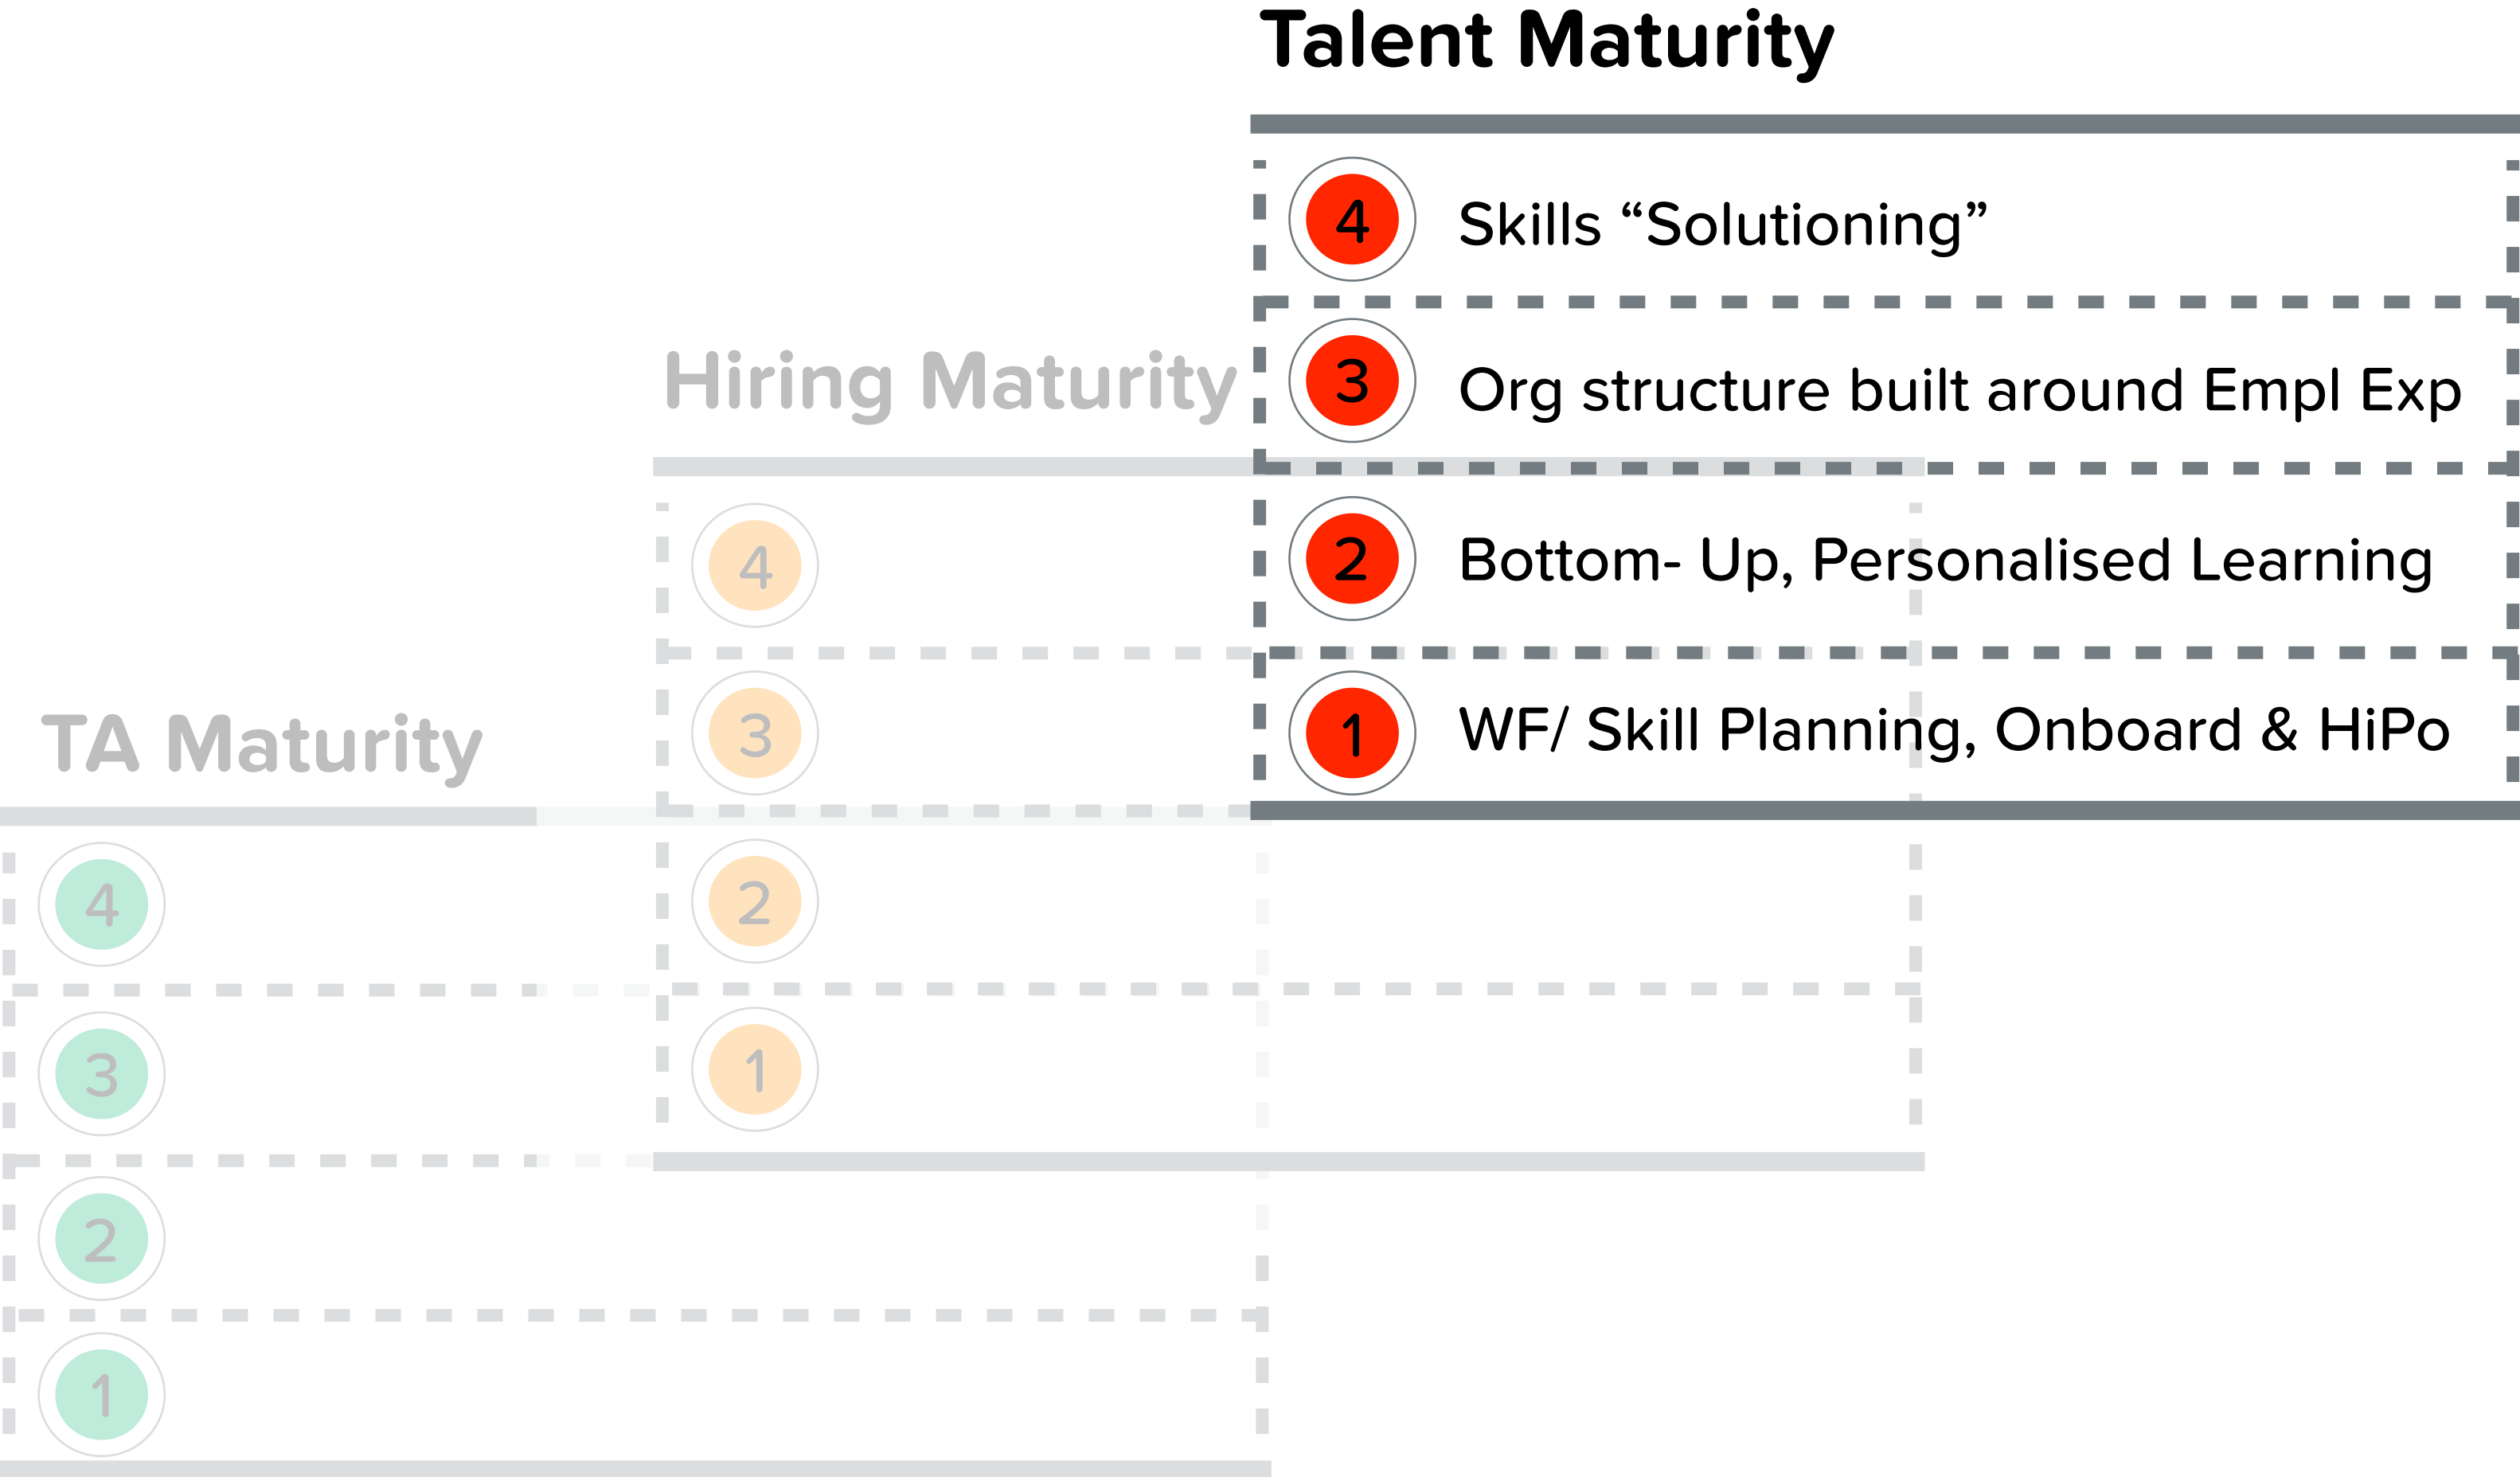 Talent Maturity
4 Skills “Solutioning”
3 Org structure built around Empl Exp
2 Bottom- Up, Personalised Learning
1 WF/ Skill Planning, Onboard & HiPo
Hiring Maturity
4
3
2
1
TA Maturity
4
3
2
1